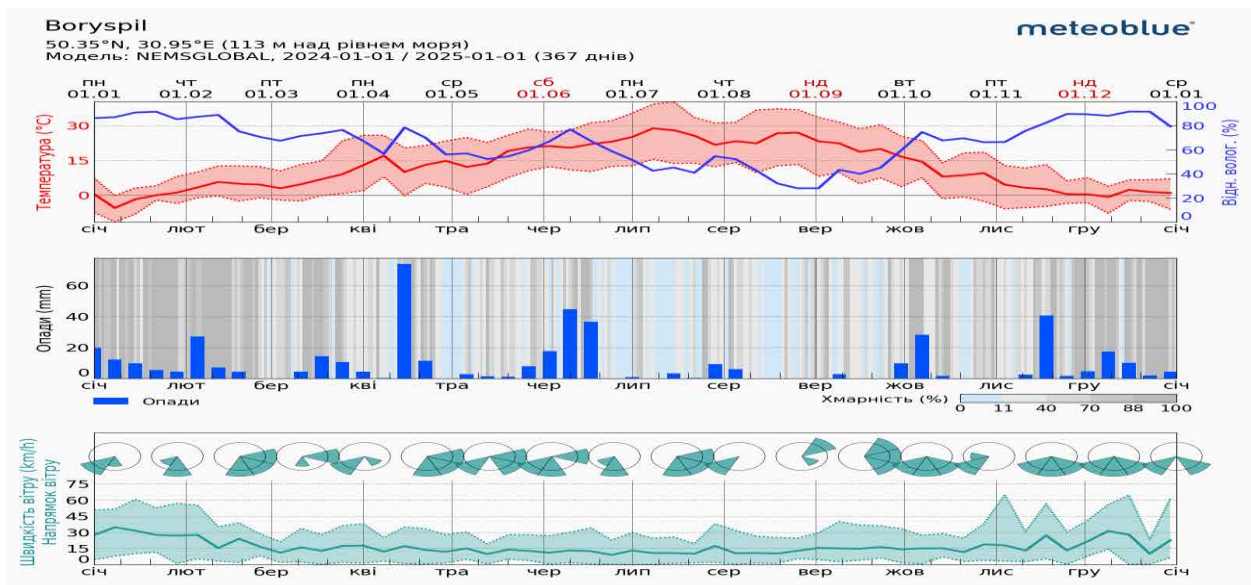 Boryspil
meteoblue
50.35°N, 30.95°E (113 м над рівнем моря)
Модель: NEMSGLOBAL, 2024-01-01 / 2025-01-01 (367 днів)
пн чт пт пн ср сб пн чт нд вт пт нд ср
01.01 01.02 01.03 01.04 01.05 01.06 01.07 01.08 01.09 01.10 01.11 01.12 01.01
Температура (°C)
30
15
0
100
80
60
40
20
0
Відн. волог. (%)
січ лют бер кві тра чер лип сер вер жов лис гру січ
Опади (mm)
60
40
20
0
січ лют бер кві тра чер лип сер вер жов лис гру січ
Опади
Хмарність (%)
0 11 40 70 88 100
Швидкість вітру (km/h)
Напрямок вітру
75
60
45
30
15
0
січ лют бер кві тра чер лип сер вер жов лис гру січ